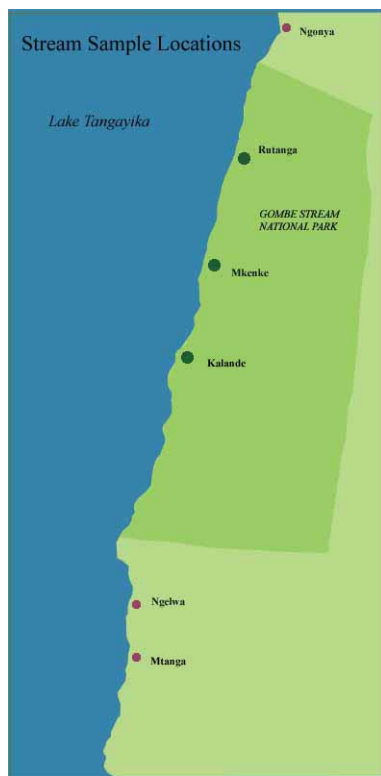 Ngonya
Stream Sample Locations
Lake Tangayika
Rutanga
GOMBE STREAM
NATIONAL PARK
Mkenke
Kalande
Ngelwa
Mtanga